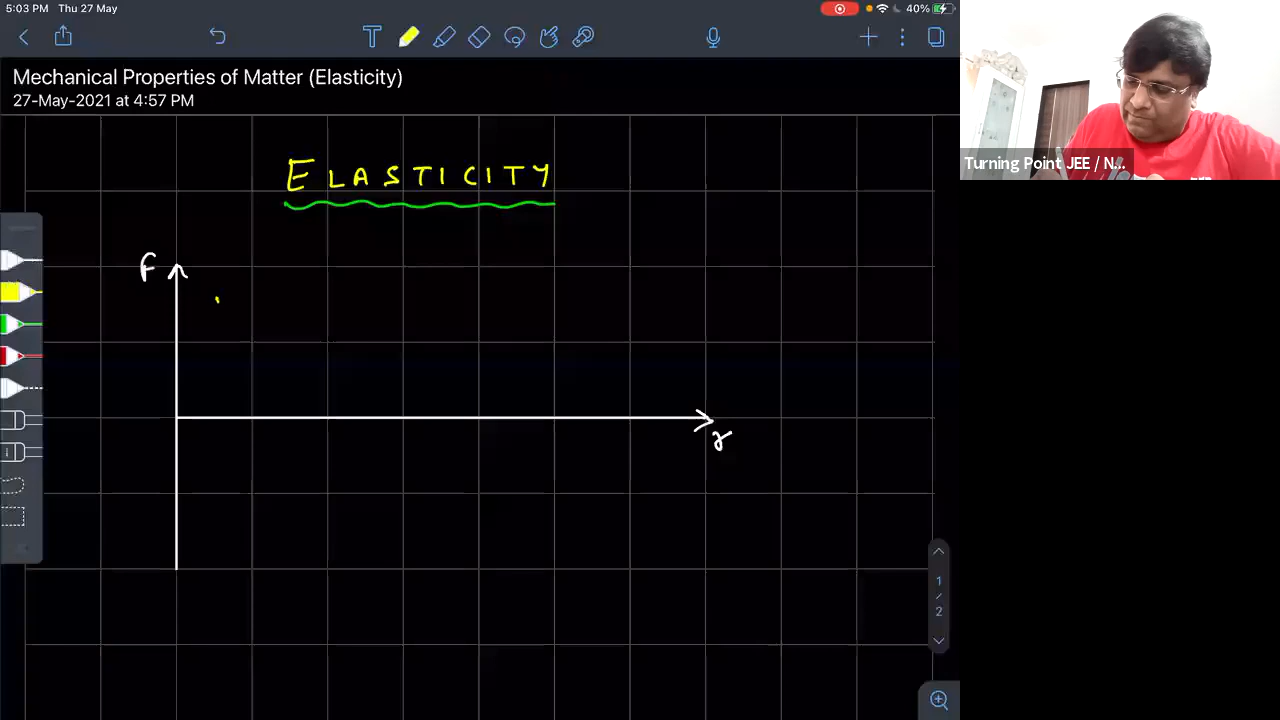 5:03 PM Thu 27 May
40%
T
Mechanical Properties of Matter (Elasticity)
27-May-2021 at 4:57 PM
Turning Point JEE / N...
ELASTICITY
F
r
1
/
2